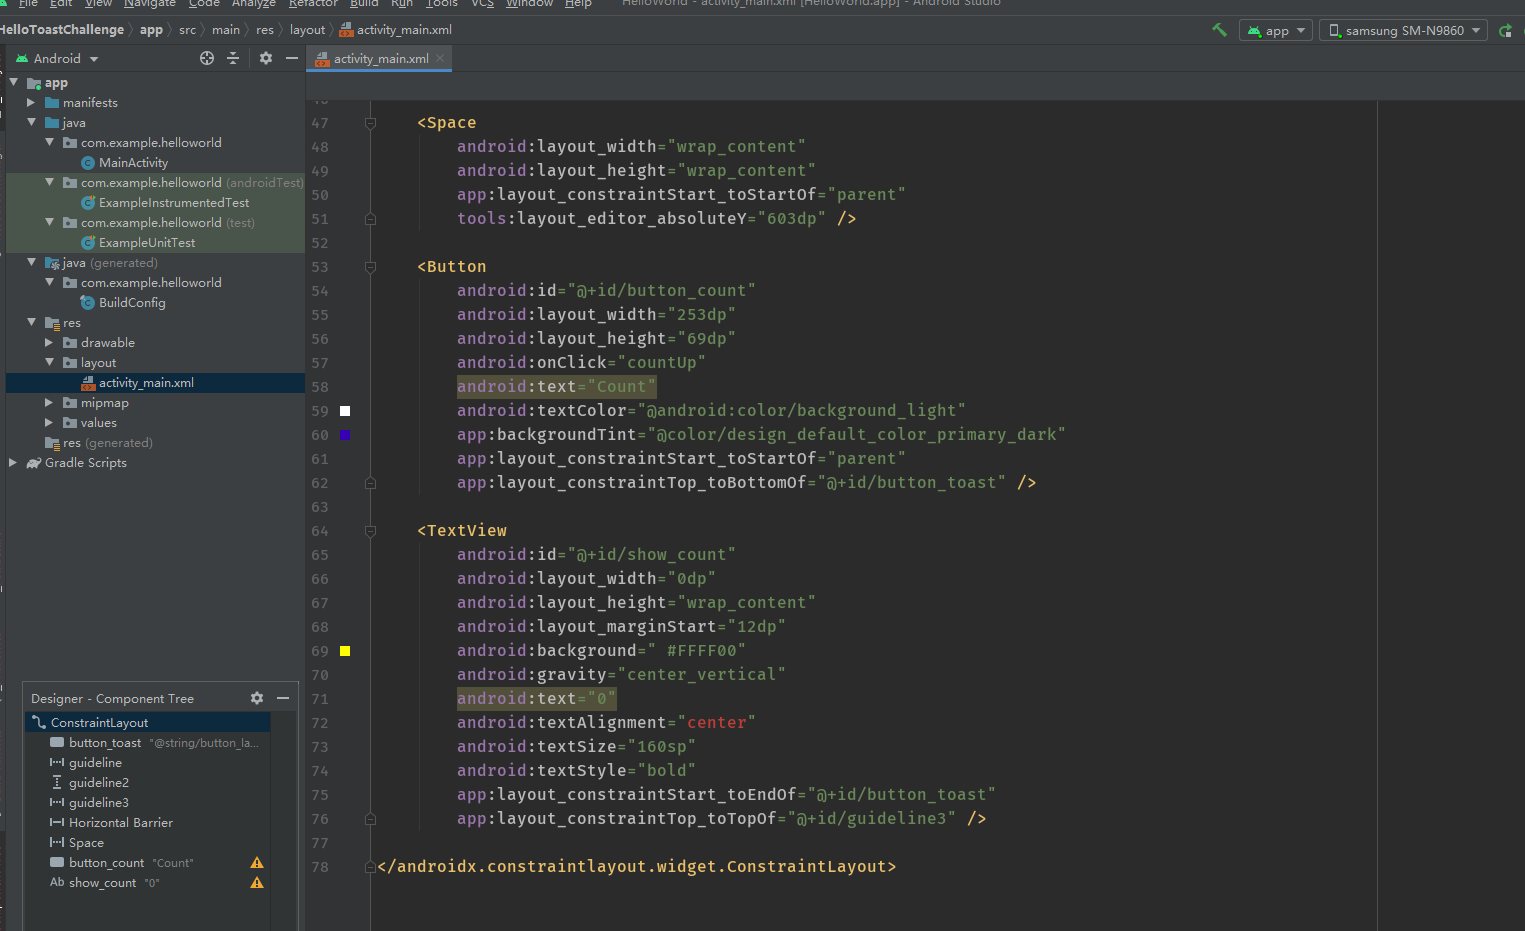 File Edit View Navigate Code Analyze Refactor Build Run Tools VCS Window Help HelloWorld - activity_main.xml [HelloWorld.app] - Android Studio
HelloToastChallenge app src main res layout activity_main.xml
app samsung SM-N9860
Android
activity_main.xml
app
manifests
java
com.example.helloworld
MainActivity
com.example.helloworld (androidTest)
ExampleInstrumentedTest
com.example.helloworld (test)
ExampleUnitTest
java (generated)
com.example.helloworld
BuildConfig
res
drawable
layout
activity_main.xml
mipmap
values
res (generated)
Gradle Scripts
Designer - Component Tree
ConstraintLayout
button_toast "@string/button_la...
guideline
guideline2
guideline3
Horizontal Barrier
Space
button_count "Count"
Ab show_count "0"
46
47 <Space
48 android:layout_width="wrap_content"
49 android:layout_height="wrap_content"
50 app:layout_constraintStart_toStartOf="parent"
51 tools:layout_editor_absoluteY="603dp" />
52
53 <Button
54 android:id="@+id/button_count"
55 android:layout_width="253dp"
56 android:layout_height="69dp"
57 android:onClick="countUp"
58 android:text="Count"
59 android:textColor="@android:color/background_light"
60 app:backgroundTint="@color/design_default_color_primary_dark"
61 app:layout_constraintStart_toStartOf="parent"
62 app:layout_constraintTop_toBottomOf="@+id/button_toast" />
63
64 <TextView
65 android:id="@+id/show_count"
66 android:layout_width="0dp"
67 android:layout_height="wrap_content"
68 android:layout_marginStart="12dp"
69 android:background=" #FFFF00"
70 android:gravity="center_vertical"
71 android:text="0"
72 android:textAlignment="center"
73 android:textSize="160sp"
74 android:textStyle="bold"
75 app:layout_constraintStart_toEndOf="@+id/button_toast"
76 app:layout_constraintTop_toTopOf="@+id/guideline3" />
77
78 </androidx.constraintlayout.widget.ConstraintLayout>